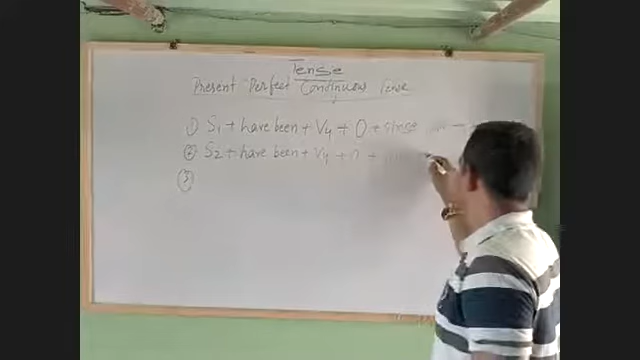 Tense
Present Perfect Continuous Tense
① S1 + have been + V4 + O + since
② S2 + have been + V4 + O +
③